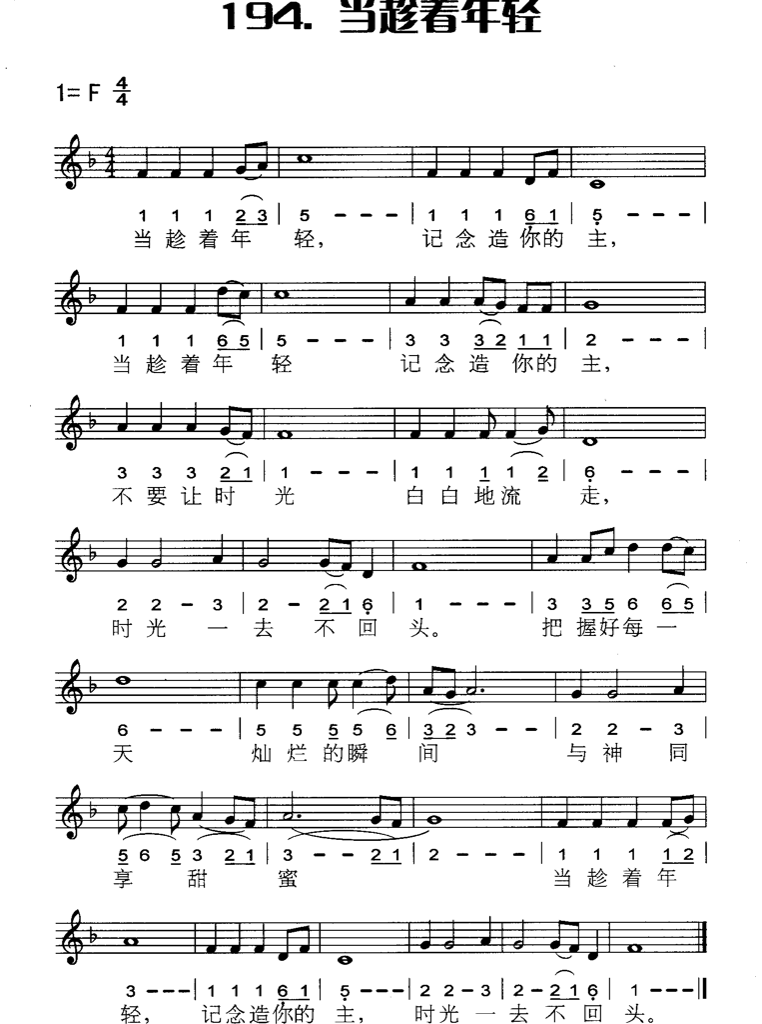 194. 当趁着年轻
1= F 4/4
1 1 1 2 3 | 5 - - - | 1 1 1 6 1 | 5 - - - |
当趁着年 轻, 记念造你的 主,
1 1 1 6 5 | 5 - - - | 3 3 3 2 1 1 | 2 - - - |
当趁着年 轻 记念造 你的 主,
3 3 3 2 1 | 1 - - - | 1 1 1 1 2 | 6 - - - |
不要让时 光 白白地流 走,
2 2 - 3 | 2 - 2 1 6 | 1 - - - | 3 3 5 6 6 5 |
时光 一 去 不回 头。 把握好每一
6 - - - | 5 5 5 5 6 | 3 2 3 - - | 2 2 - 3 |
天 灿烂的瞬 间 与神 同
5 6 5 3 2 1 | 3 - - 2 1 | 2 - - - | 1 1 1 1 2 |
享 甜 蜜 当趁着年
3 - - - | 1 1 1 6 1 | 5 - - - | 2 2 - 3 | 2 - 2 1 6 | 1 - - - ‖
轻, 记念造你的 主, 时光 一 去 不回 头。